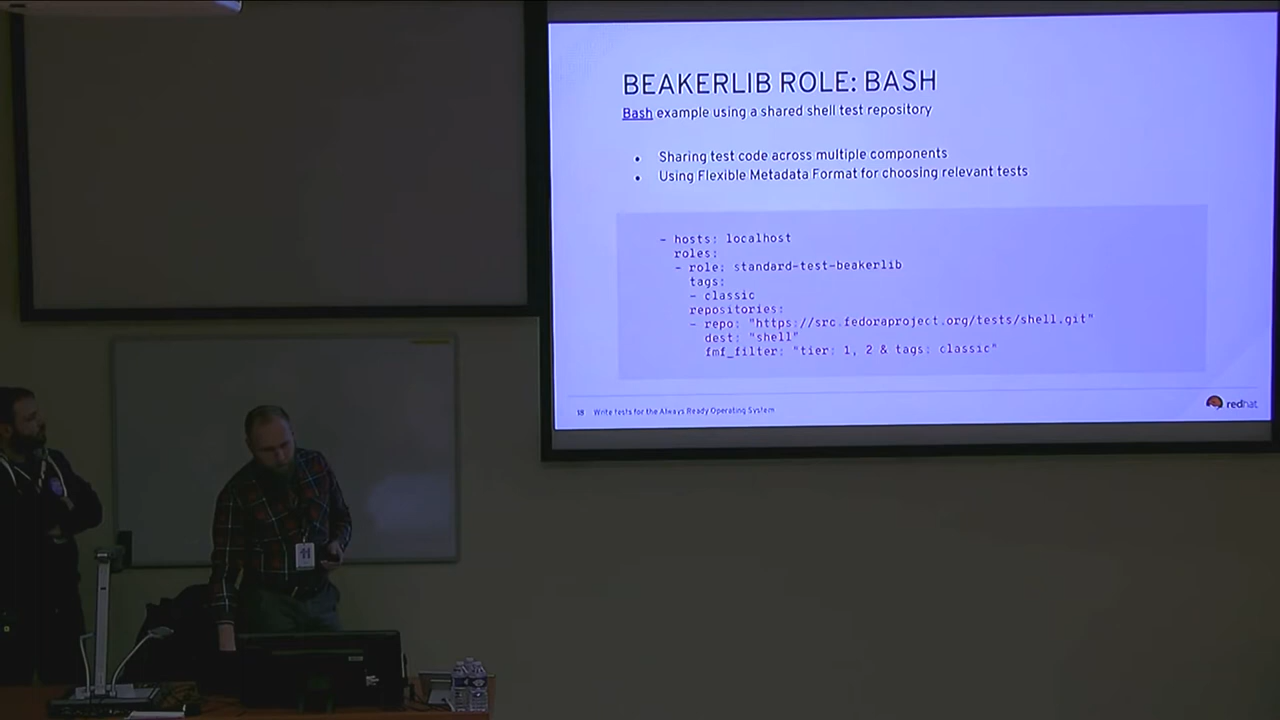 BEAKERLIB ROLE: BASH
Bash example using a shared shell test repository
• Sharing test code across multiple components
• Using Flexible Metadata Format for choosing relevant tests
- hosts: localhost
  roles:
  - role: standard-test-beakerlib
    tags:
    - classic
    repositories:
    - repo: "https://src.fedoraproject.org/tests/shell.git"
      dest: "shell"
      fmf_filter: "tier: 1, 2 & tags: classic"
18 Write tests for the Always Ready Operating System
redhat